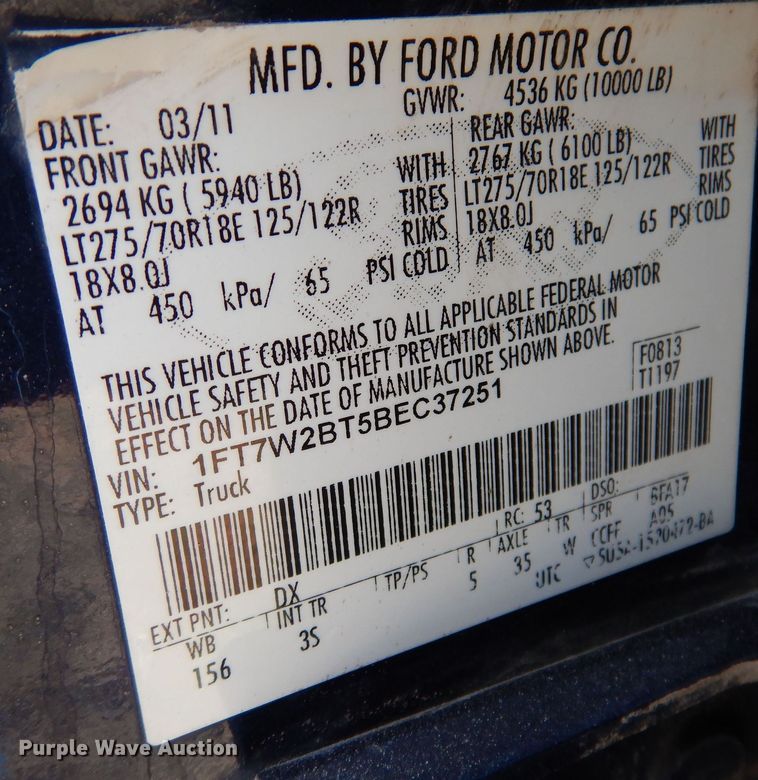 MFD. BY FORD MOTOR CO.
DATE: 03/11 GVWR: 4536 KG (10000 LB)
FRONT GAWR: REAR GAWR:
2694 KG ( 5940 LB) WITH 2767 KG ( 6100 LB) WITH
LT275/70R18E 125/122R TIRES LT275/70R18E 125/122R TIRES
18X8.0J RIMS 18X8.0J RIMS
AT 450 kPa/ 65 PSI COLD AT 450 kPa/ 65 PSI COLD
THIS VEHICLE CONFORMS TO ALL APPLICABLE FEDERAL MOTOR
VEHICLE SAFETY AND THEFT PREVENTION STANDARDS IN
EFFECT ON THE DATE OF MANUFACTURE SHOWN ABOVE.
F0813
T1197
VIN: 1FT7W2BT5BEC37251
TYPE: Truck
EXT PNT: DX RC: 53 DSO:
WB INT TR TP/PS R AXLE TR SPR 6FA17
156 3S 5 35 W CCFF A05
UTC